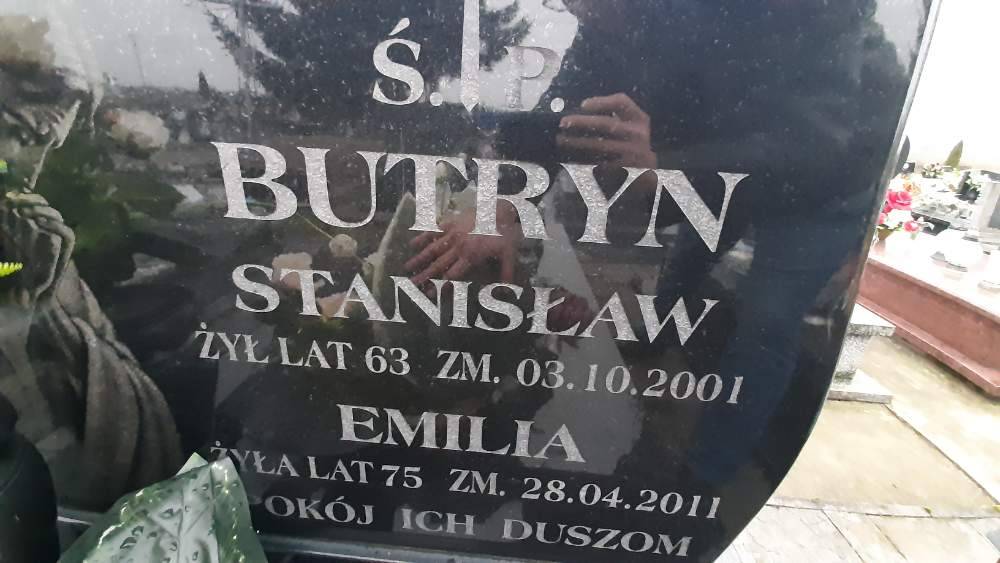 Ś. P.
BUTRYN
STANISŁAW
ŻYŁ LAT 63 ZM. 03.10.2001
EMILIA
ŻYŁA LAT 75 ZM. 28.04.2011
POKÓJ ICH DUSZOM